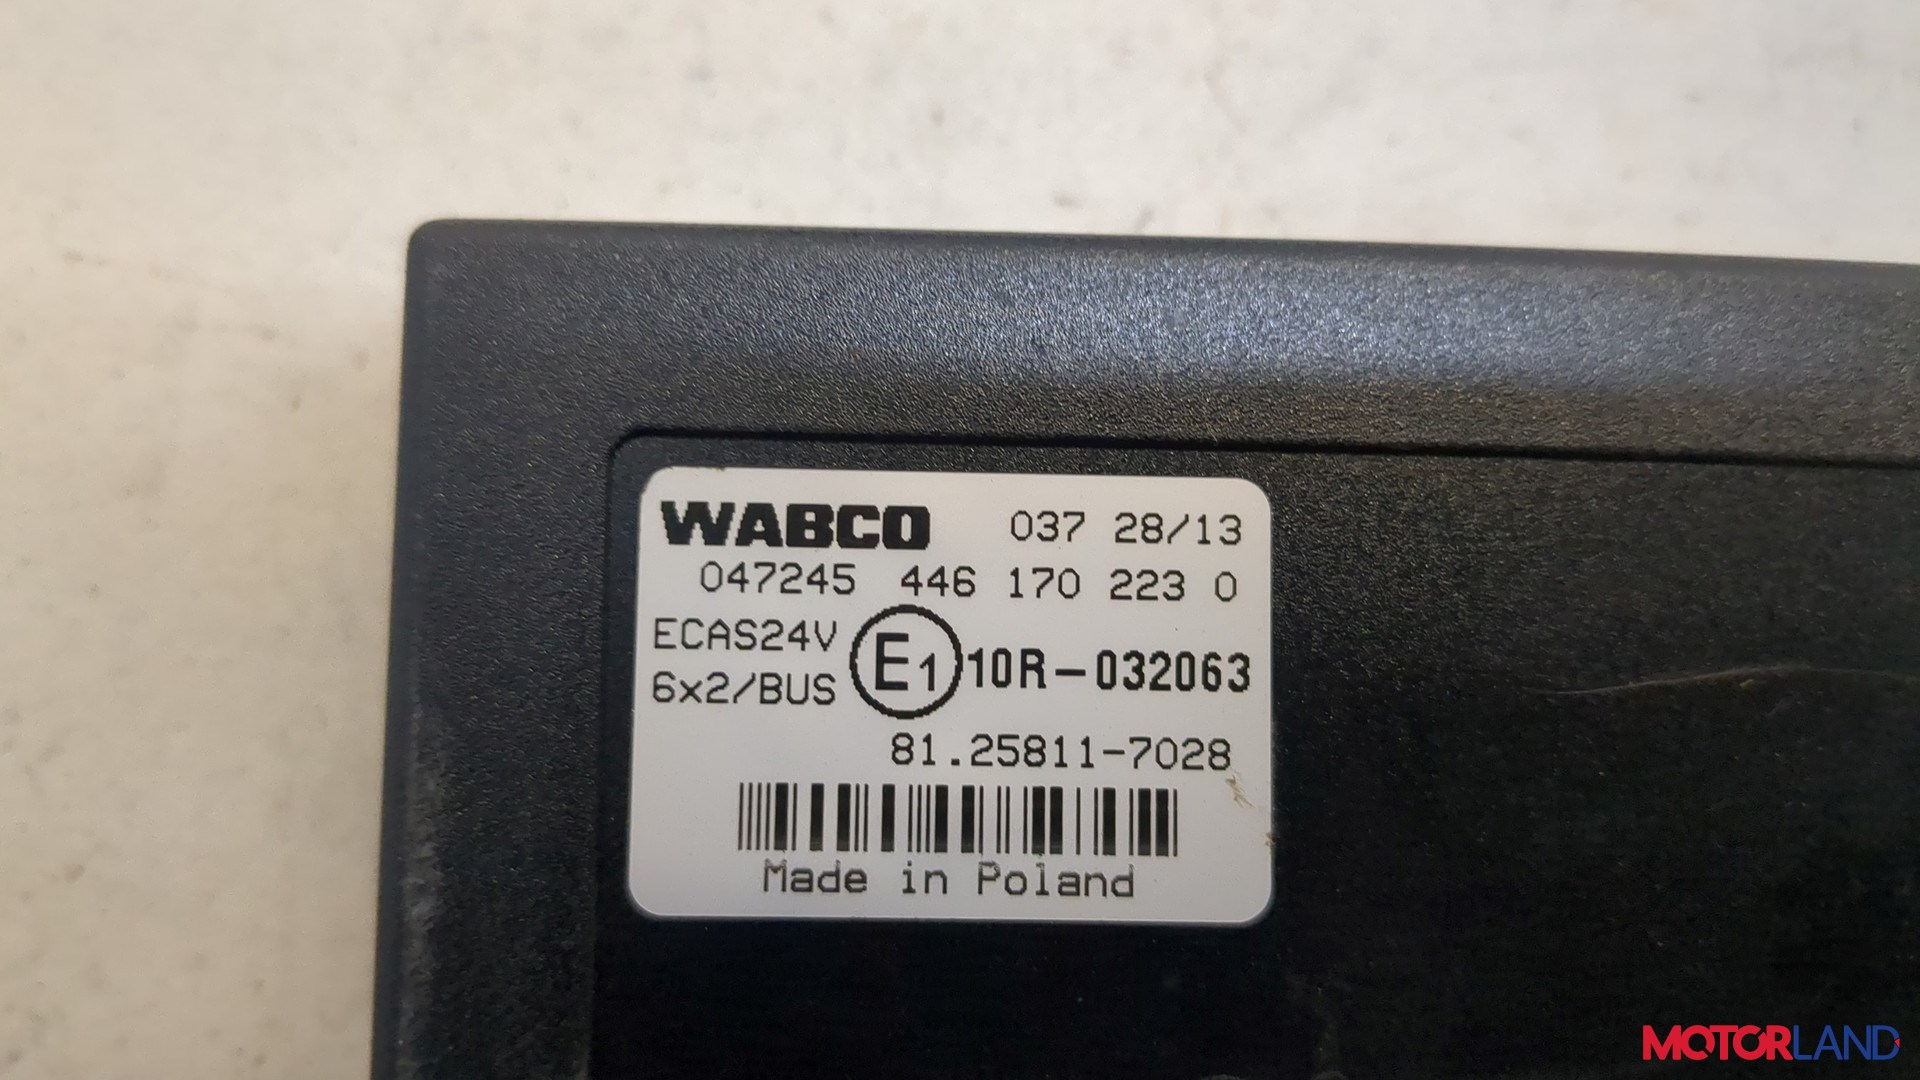 WABCO 037 28/13
047245 446 170 223 0
ECAS24V
6x2/BUS
E1 10R-032063
81.25811-7028
Made in Poland
MOTORLAND